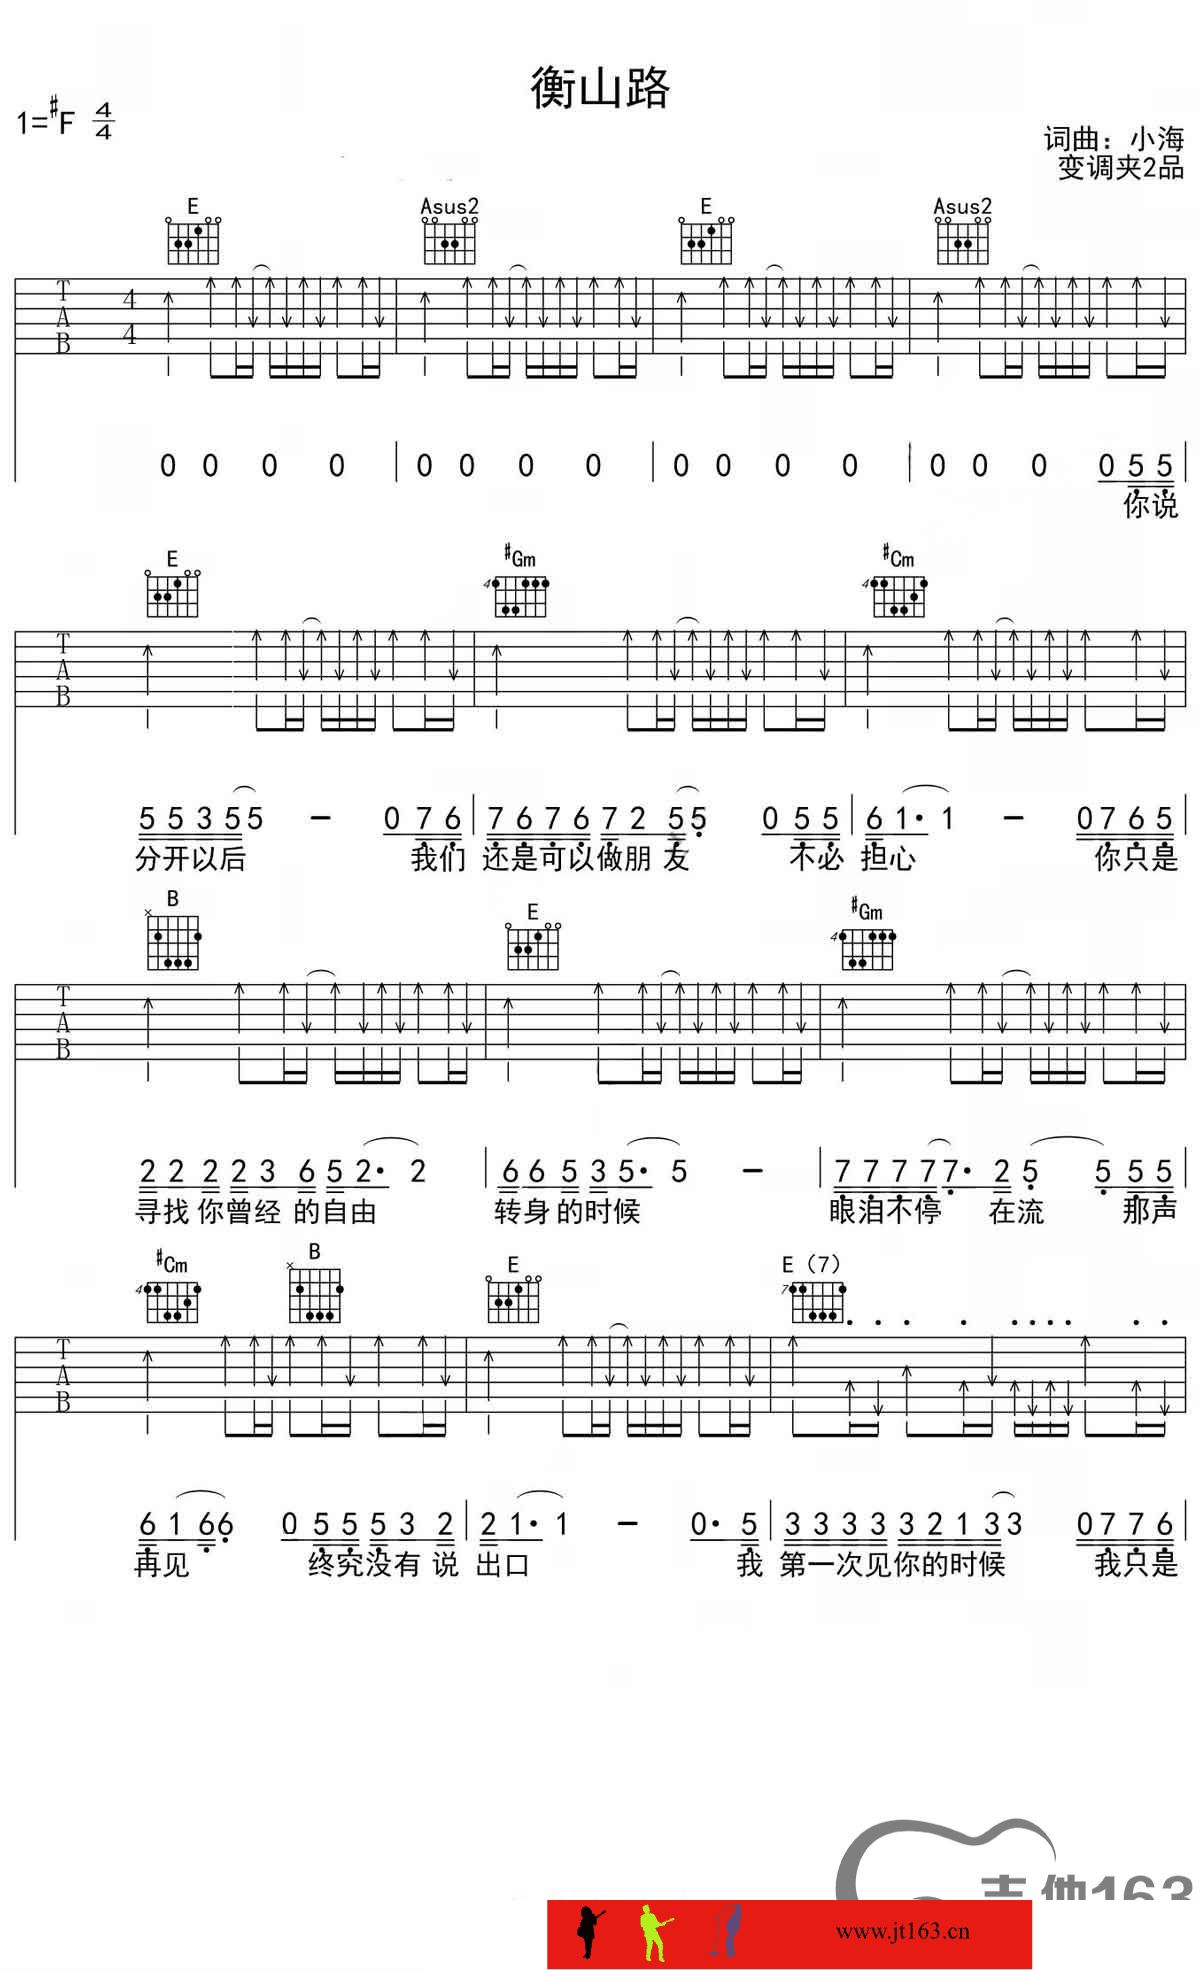 衡山路
1=#F 4/4
词曲：小海
变调夹2品
E Asus2 E Asus2
T A B 4 4
0 0 0 0 | 0 0 0 0 | 0 0 0 0 | 0 0 0 0 5 5
你说
E #Gm #Cm
4 4
T A B
5 5 3 5 5 - 0 7 6 | 7 6 7 6 7 2 5 5 0 5 5 | 6 1· 1 - 0 7 6 5
分开以后 我们 还是可以做朋友 不必 担心 你只是
B E #Gm
× 4
T A B
2 2 2 2 3 6 5 2· 2 | 6 6 5 3 5· 5 - | 7 7 7 7 7· 2 5 5 5 5
寻找你曾经的自由 转身的时候 眼泪不停 在流 那声
#Cm B E E（7）
4 × 7
T A B
6 1 6 6 0 5 5 5 3 2 | 2 1· 1 - 0· 5 | 3 3 3 3 3 2 1 3 3 0 7 7 6
再见 终究没有说 出口 我 第一次见你的时候 我只是
吉他163
www.jt163.cn